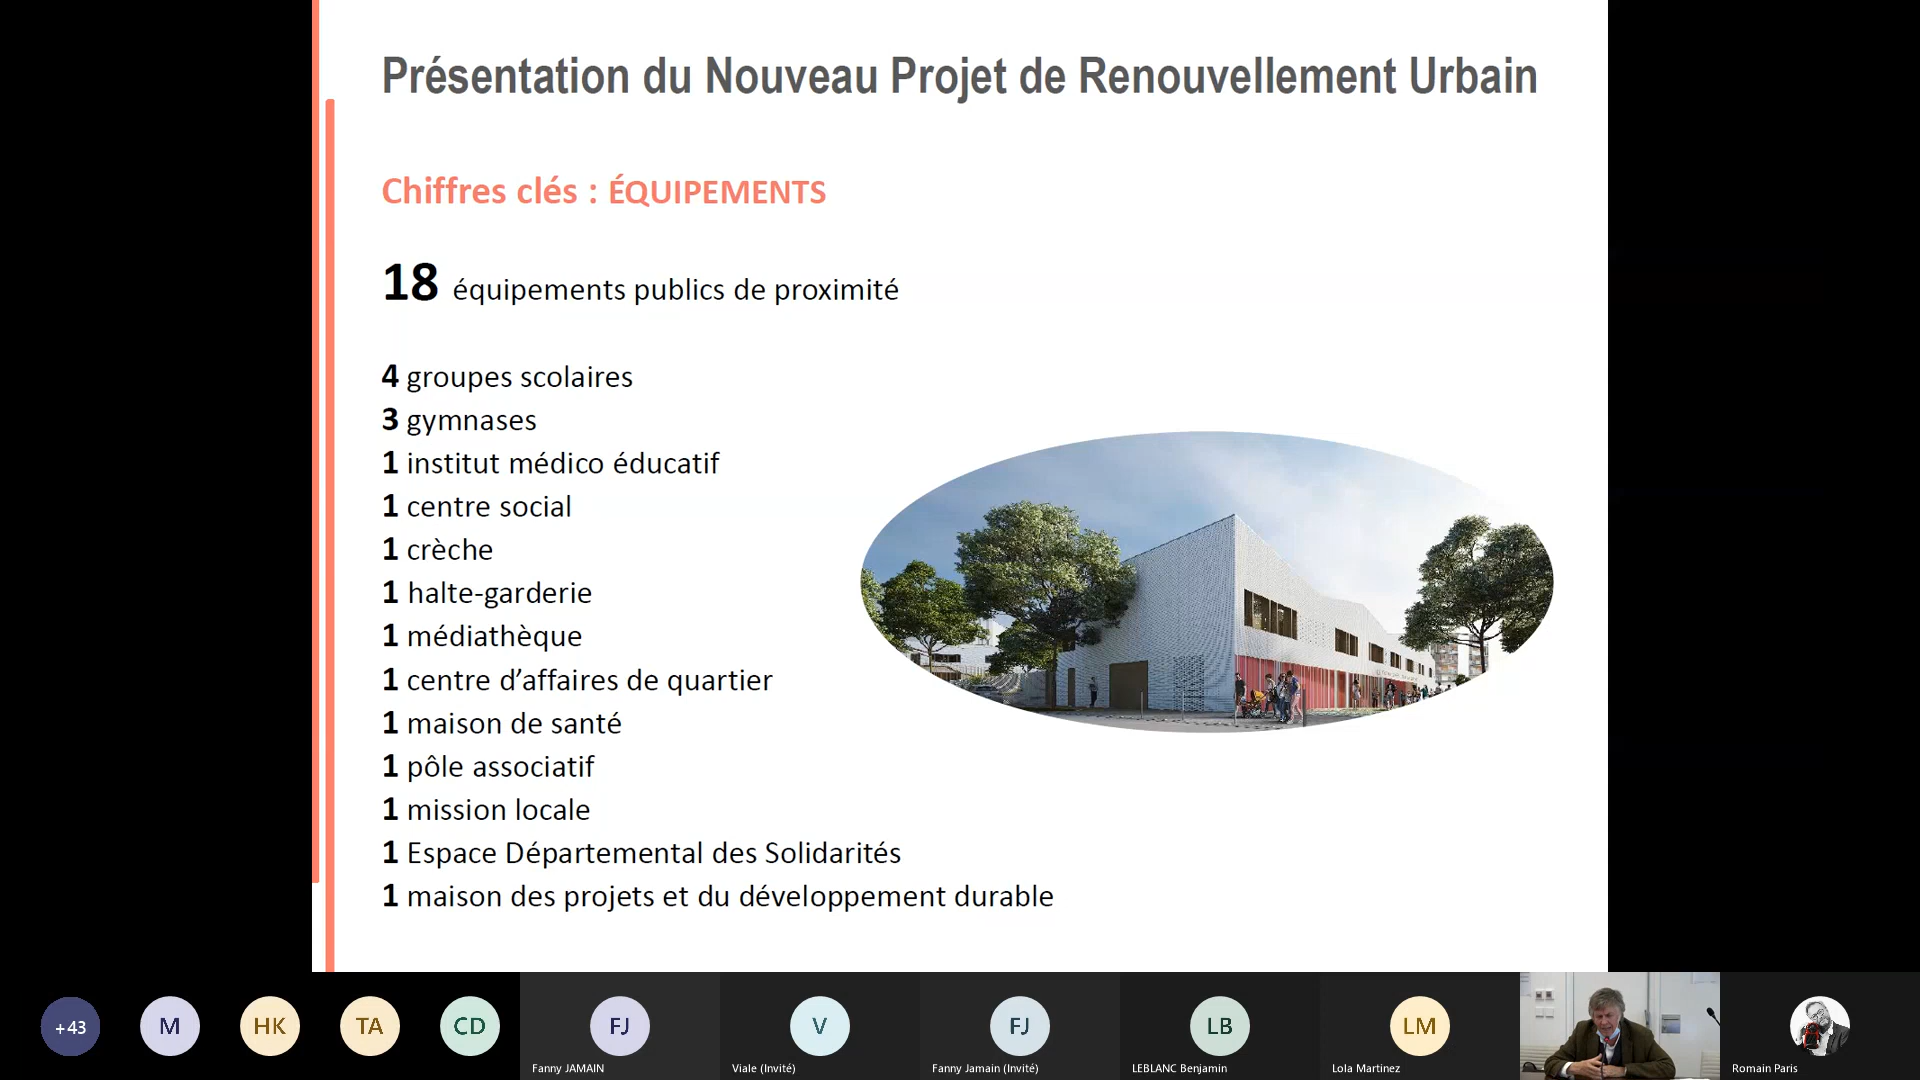 Présentation du Nouveau Projet de Renouvellement Urbain
Chiffres clés : ÉQUIPEMENTS
18 équipements publics de proximité
4 groupes scolaires
3 gymnases
1 institut médico éducatif
1 centre social
1 crèche
1 halte-garderie
1 médiathèque
1 centre d’affaires de quartier
1 maison de santé
1 pôle associatif
1 mission locale
1 Espace Départemental des Solidarités
1 maison des projets et du développement durable
+43
M
HK
TA
CD
FJ
Fanny JAMAIN
V
Viale (Invité)
FJ
Fanny Jamain (Invité)
LB
LEBLANC Benjamin
LM
Lola Martinez
Romain Paris